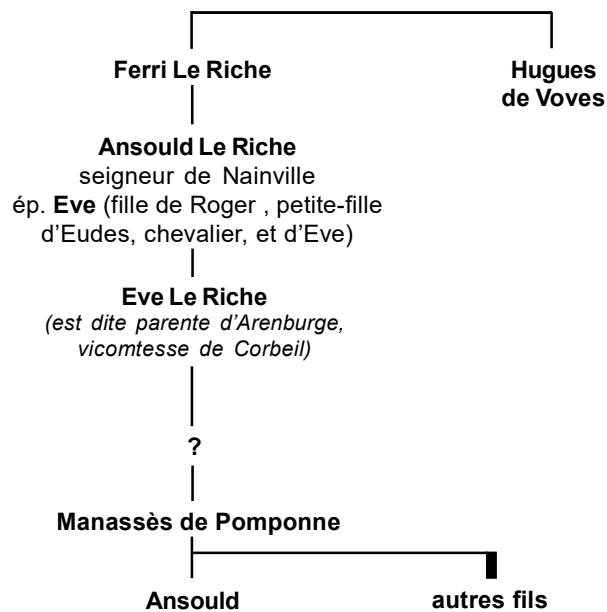 Ferri Le Riche
Hugues
de Voves
Ansould Le Riche
seigneur de Nainville
ép. Eve (fille de Roger , petite-fille
d’Eudes, chevalier, et d’Eve)
Eve Le Riche
(est dite parente d’Arenburge,
vicomtesse de Corbeil)
?
Manassès de Pomponne
Ansould
autres fils